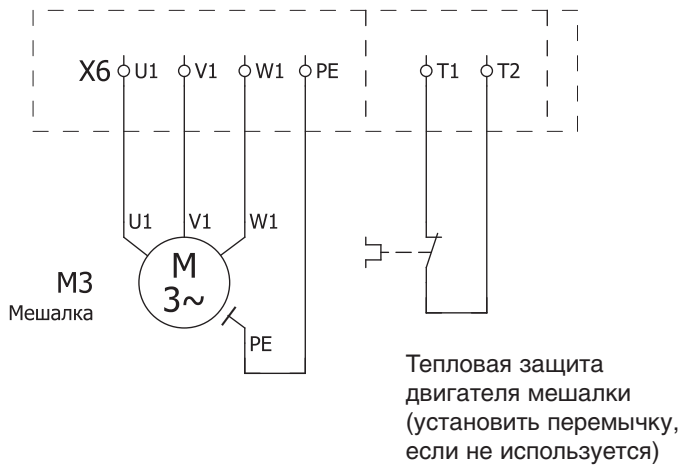 X6 U1 V1 W1 PE T1 T2
U1 V1 W1
M
3~
M3
Мешалка
PE
Тепловая защита
двигателя мешалки
(установить перемычку,
если не используется)